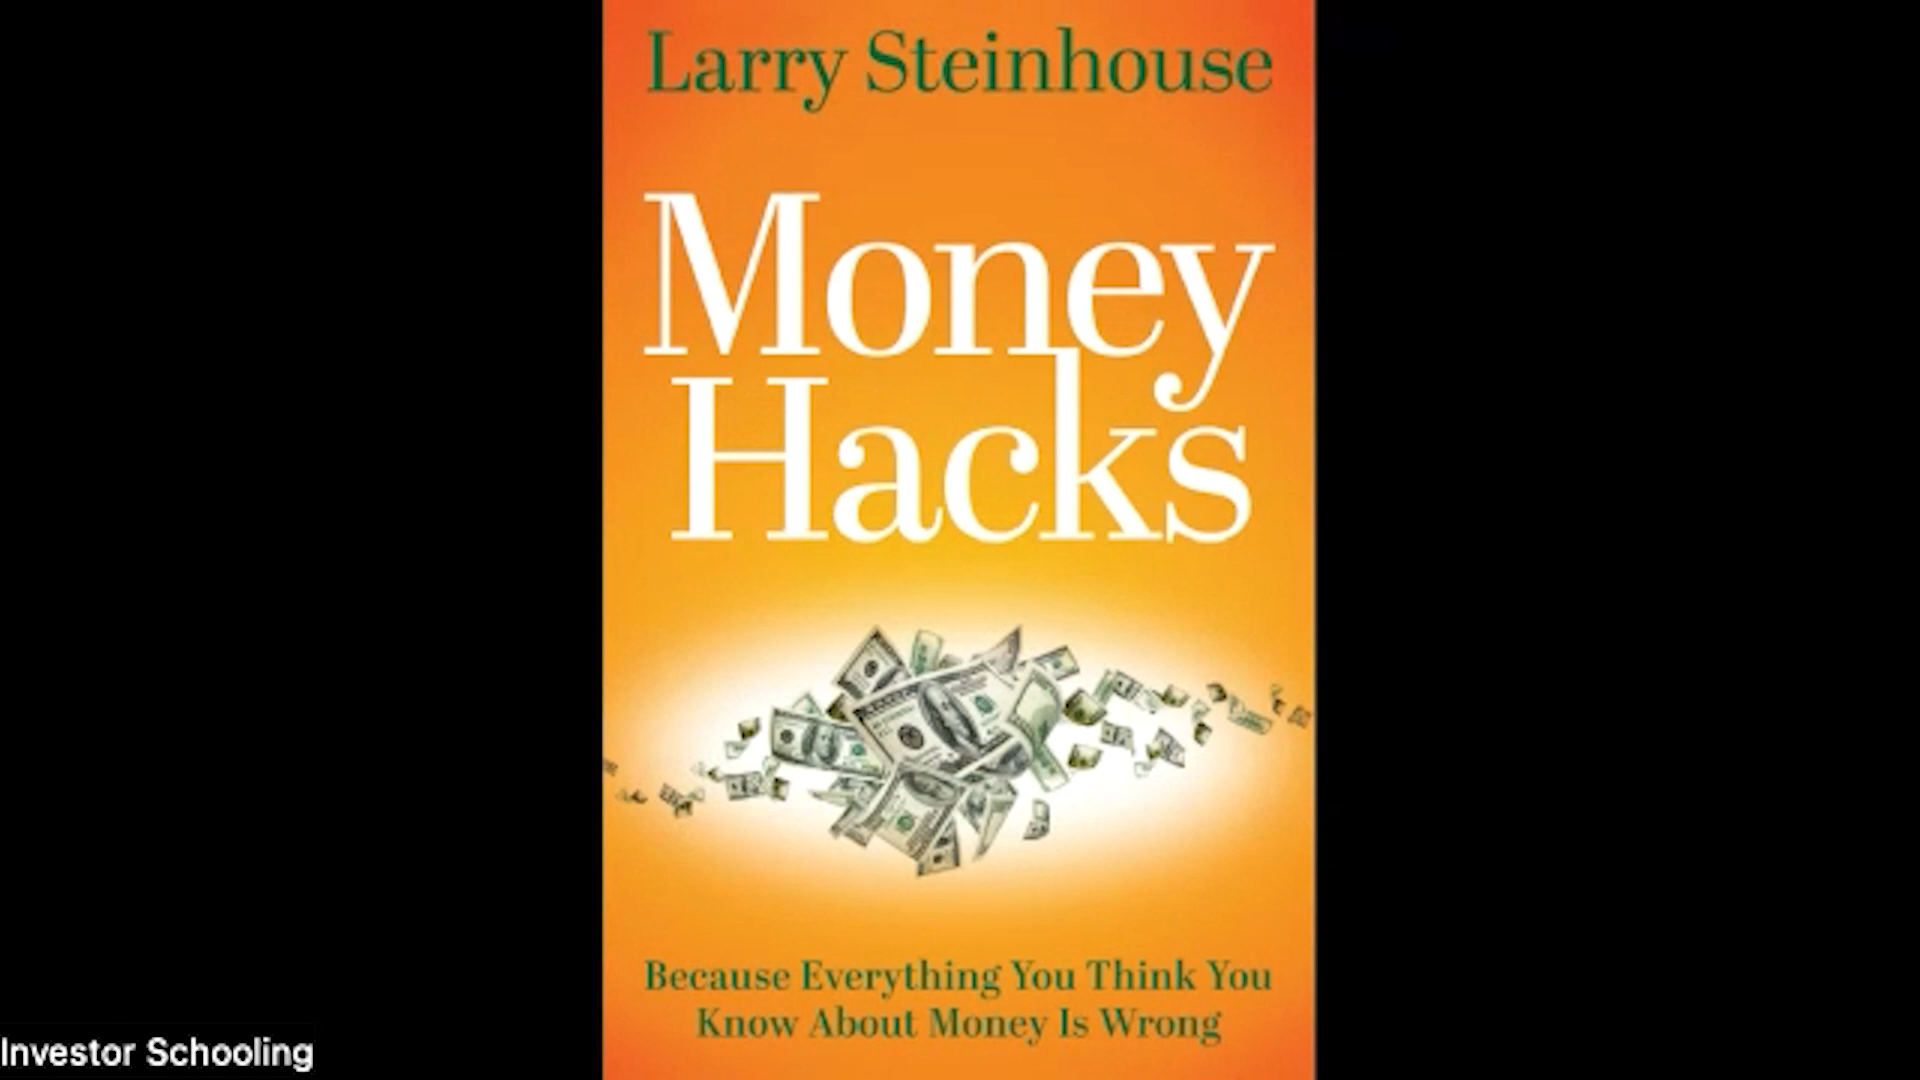 Larry Steinhouse
Money
Hacks
Because Everything You Think You
Know About Money Is Wrong
Investor Schooling